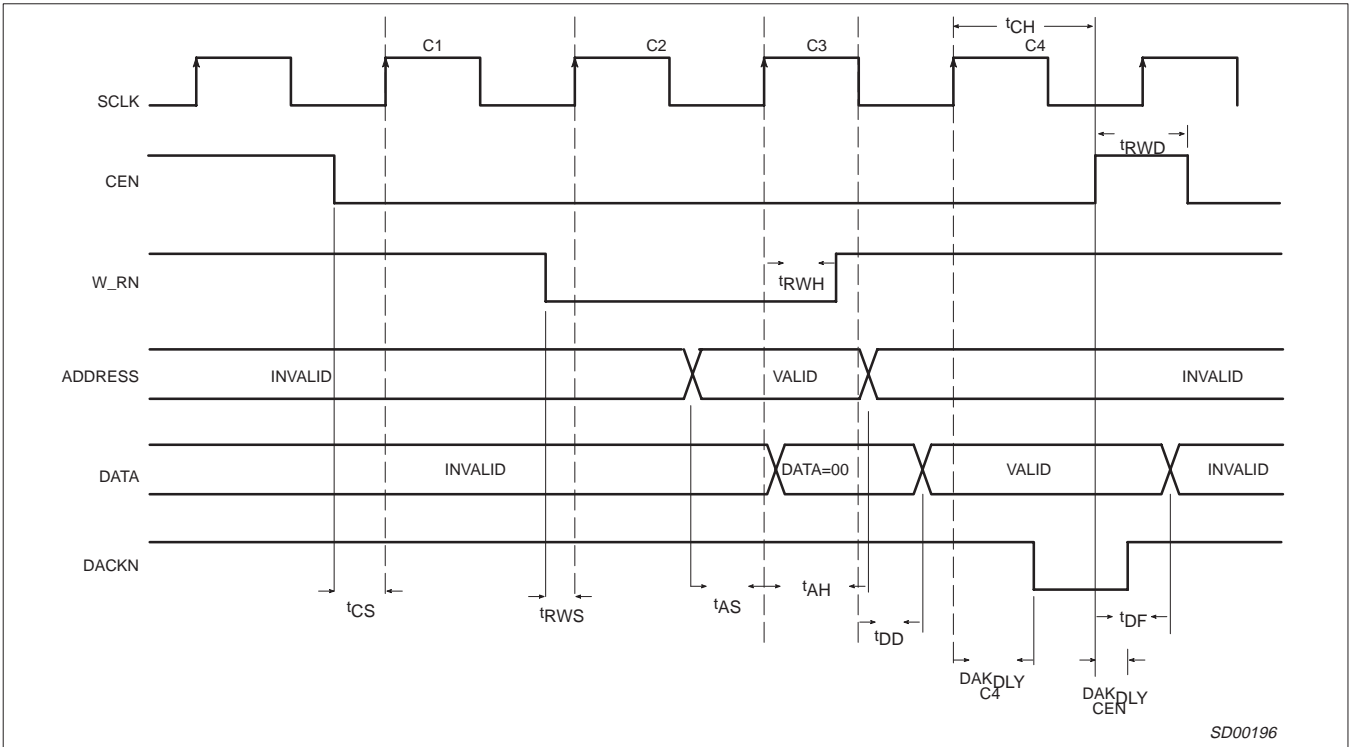 tCH
C1
C2
C3
C4
SCLK
tRWD
CEN
W_RN
tRWH
ADDRESS
INVALID
VALID
INVALID
DATA
INVALID
DATA=00
VALID
INVALID
DACKN
tCS
tRWS
tAS
tAH
tDD
tDF
DAKDLY
C4
DAKDLY
CEN
SD00196